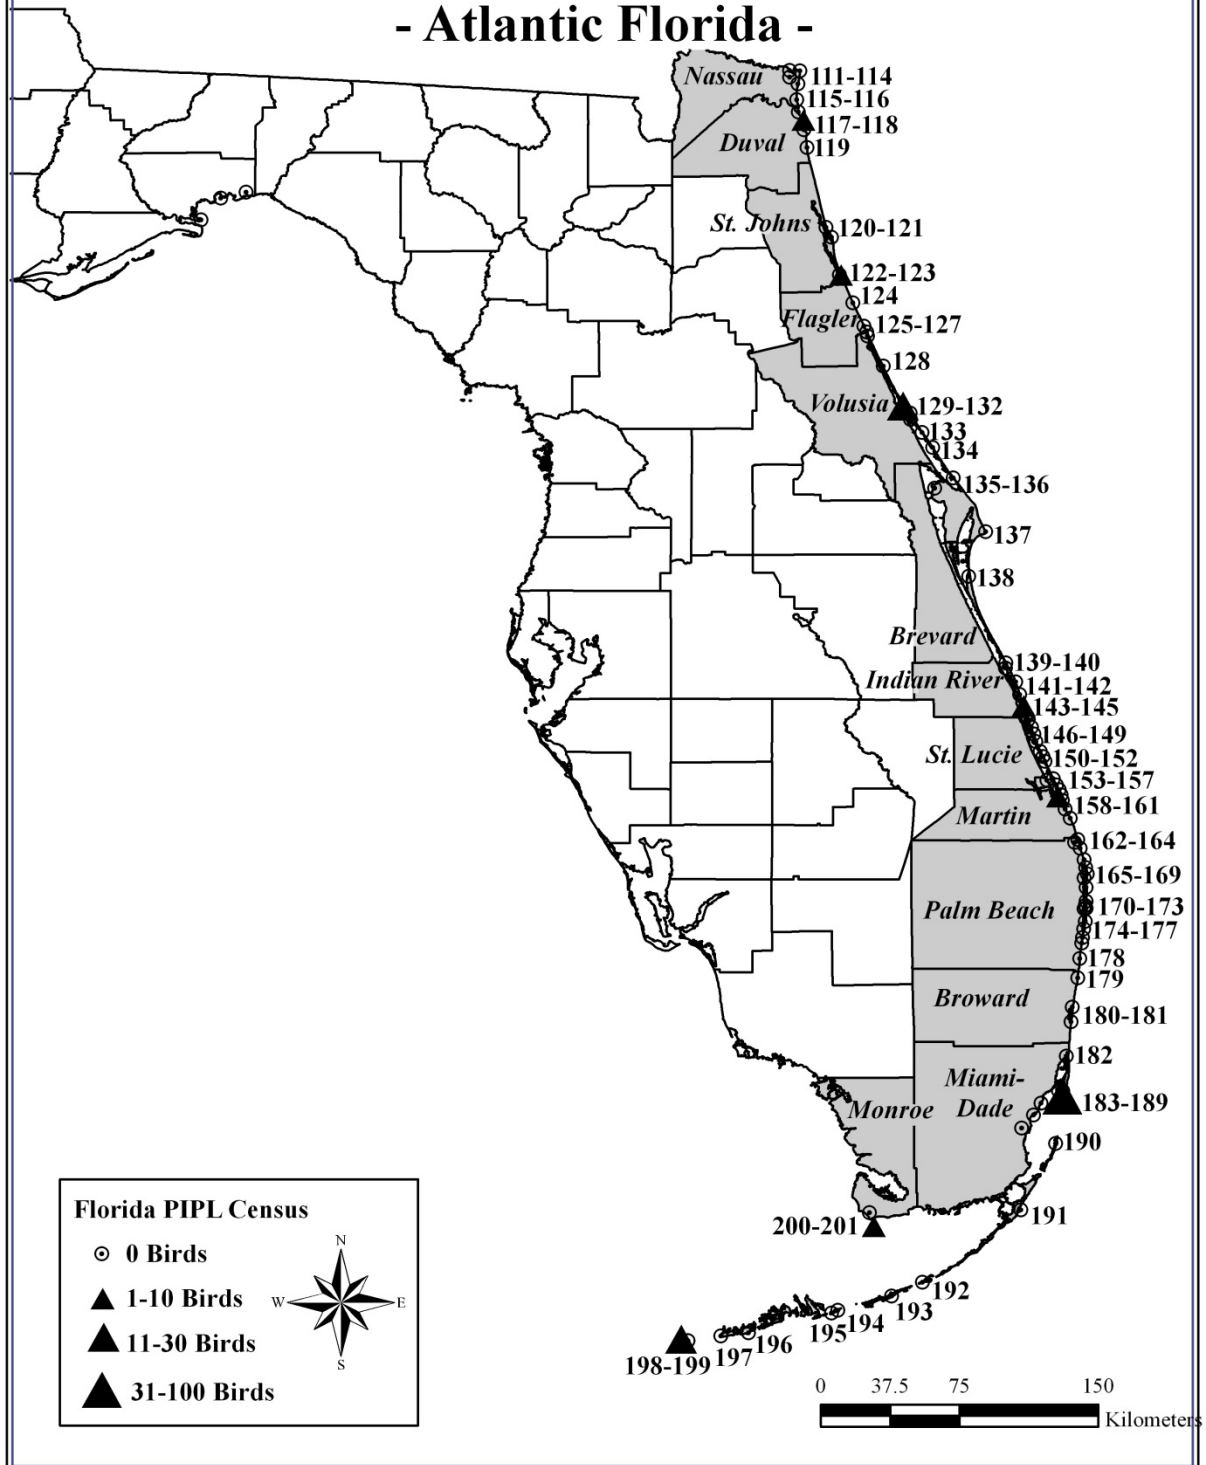 - Atlantic Florida -
Nassau
111-114
115-116
117-118
Duval
119
St. Johns
120-121
122-123
124
Flagler
125-127
128
Volusia
129-132
133
134
135-136
137
138
Brevard
139-140
Indian River
141-142
143-145
146-149
St. Lucie
150-152
153-157
158-161
Martin
162-164
165-169
Palm Beach
170-173
174-177
178
179
Broward
180-181
182
Miami-
Dade
Monroe
183-189
190
191
200-201
192
193
194
195
196
197
198-199
Florida PIPL Census
0 Birds
1-10 Birds
11-30 Birds
31-100 Birds
N
W
E
S
0 37.5 75 150
Kilometers